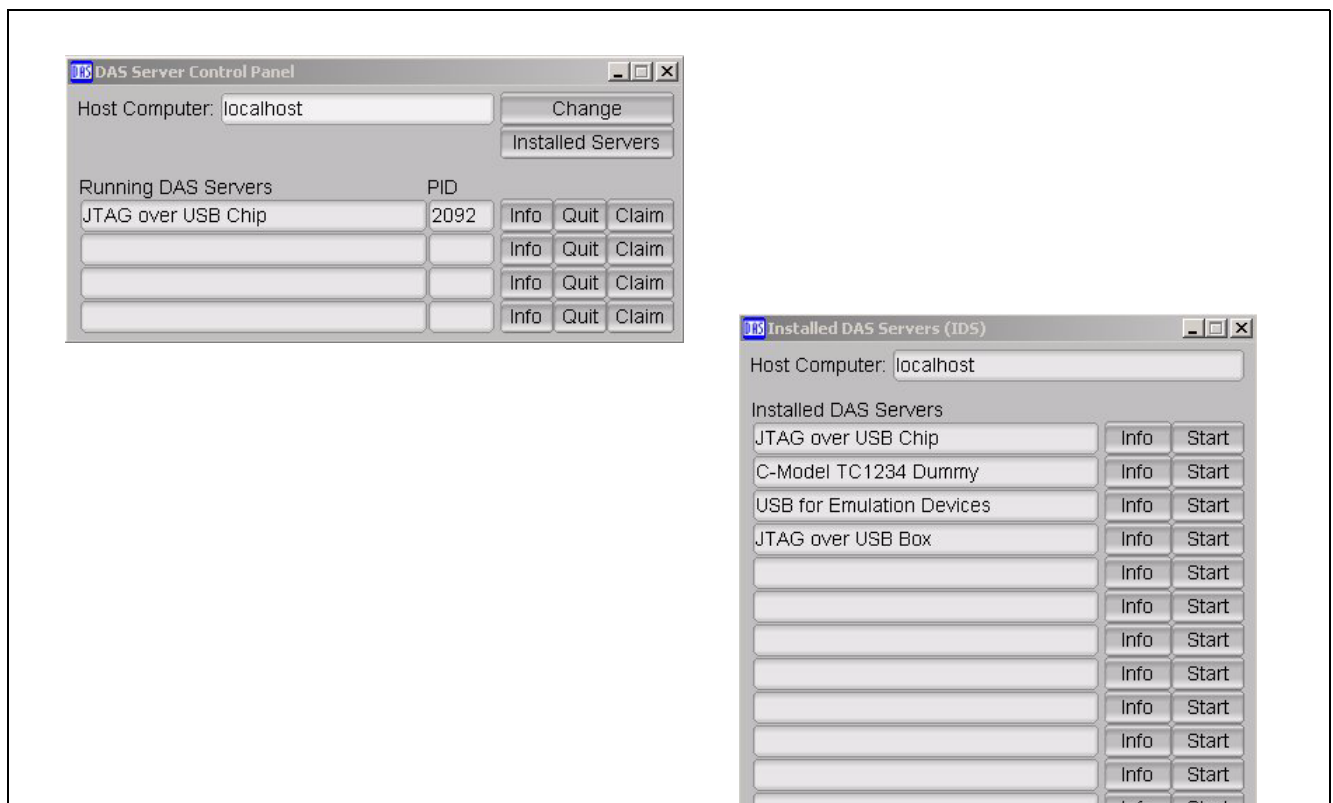 DAS DAS Server Control Panel
Host Computer: localhost Change
Installed Servers
Running DAS Servers PID
JTAG over USB Chip 2092 Info Quit Claim
Info Quit Claim
Info Quit Claim
Info Quit Claim
DAS Installed DAS Servers (IDS)
Host Computer: localhost
Installed DAS Servers
JTAG over USB Chip Info Start
C-Model TC1234 Dummy Info Start
USB for Emulation Devices Info Start
JTAG over USB Box Info Start
Info Start
Info Start
Info Start
Info Start
Info Start
Info Start
Info Start